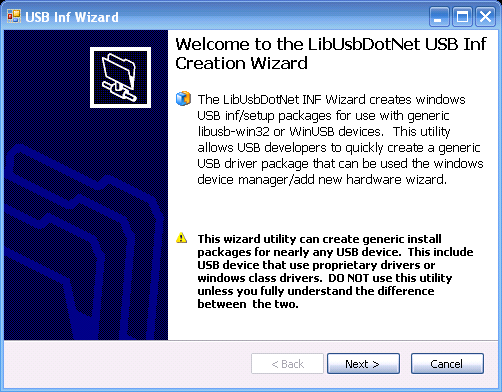 USB Inf Wizard
Welcome to the LibUsbDotNet USB Inf
Creation Wizard
The LibUsbDotNet INF Wizard creates windows
USB inf/setup packages for use with generic
libusb-win32 or WinUSB devices.  This utility
allows USB developers to quickly create a generic
USB driver package that can be used the windows
device manager/add new hardware wizard.
This wizard utility can create generic install
packages for nearly any USB device.  This include
USB device that use proprietary drivers or
windows class drivers.  DO NOT use this utility
unless you fully understand the difference
between  the two.
< Back
Next >
Cancel